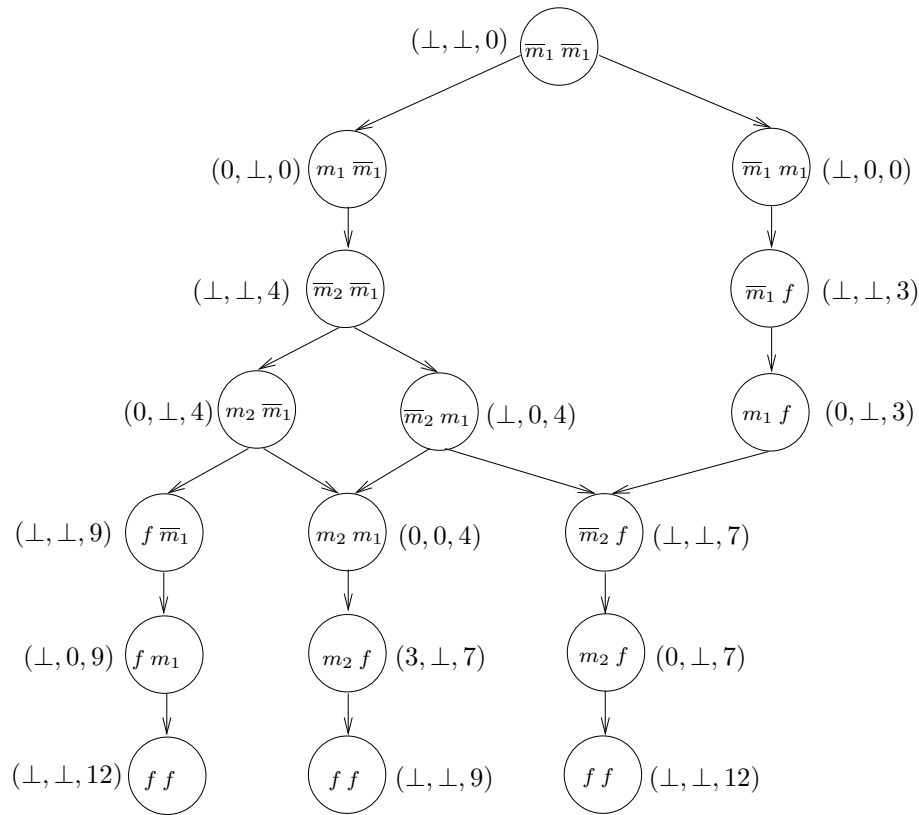 (⊥, ⊥, 0) m̅₁ m̅₁
(0, ⊥, 0) m₁ m̅₁ m̅₁ m₁ (⊥, 0, 0)
(⊥, ⊥, 4) m̅₂ m̅₁ m̅₁ f (⊥, ⊥, 3)
(0, ⊥, 4) m₂ m̅₁ m̅₂ m₁ (⊥, 0, 4) m₁ f (0, ⊥, 3)
(⊥, ⊥, 9) f m̅₁ m₂ m₁ (0, 0, 4) m̅₂ f (⊥, ⊥, 7)
(⊥, 0, 9) f m₁ m₂ f (3, ⊥, 7) m₂ f (0, ⊥, 7)
(⊥, ⊥, 12) f f f f (⊥, ⊥, 9) f f (⊥, ⊥, 12)